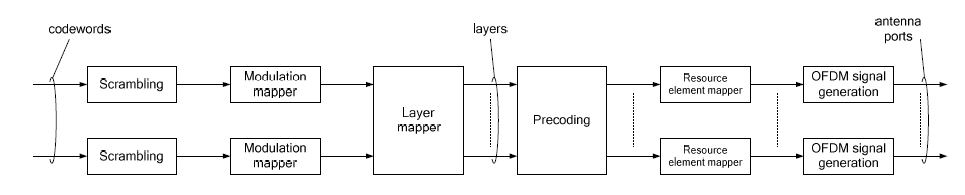 codewords
layers
antenna
ports
Scrambling
Modulation
mapper
Layer
mapper
Precoding
Resource
element mapper
OFDM signal
generation
Scrambling
Modulation
mapper
Resource
element mapper
OFDM signal
generation